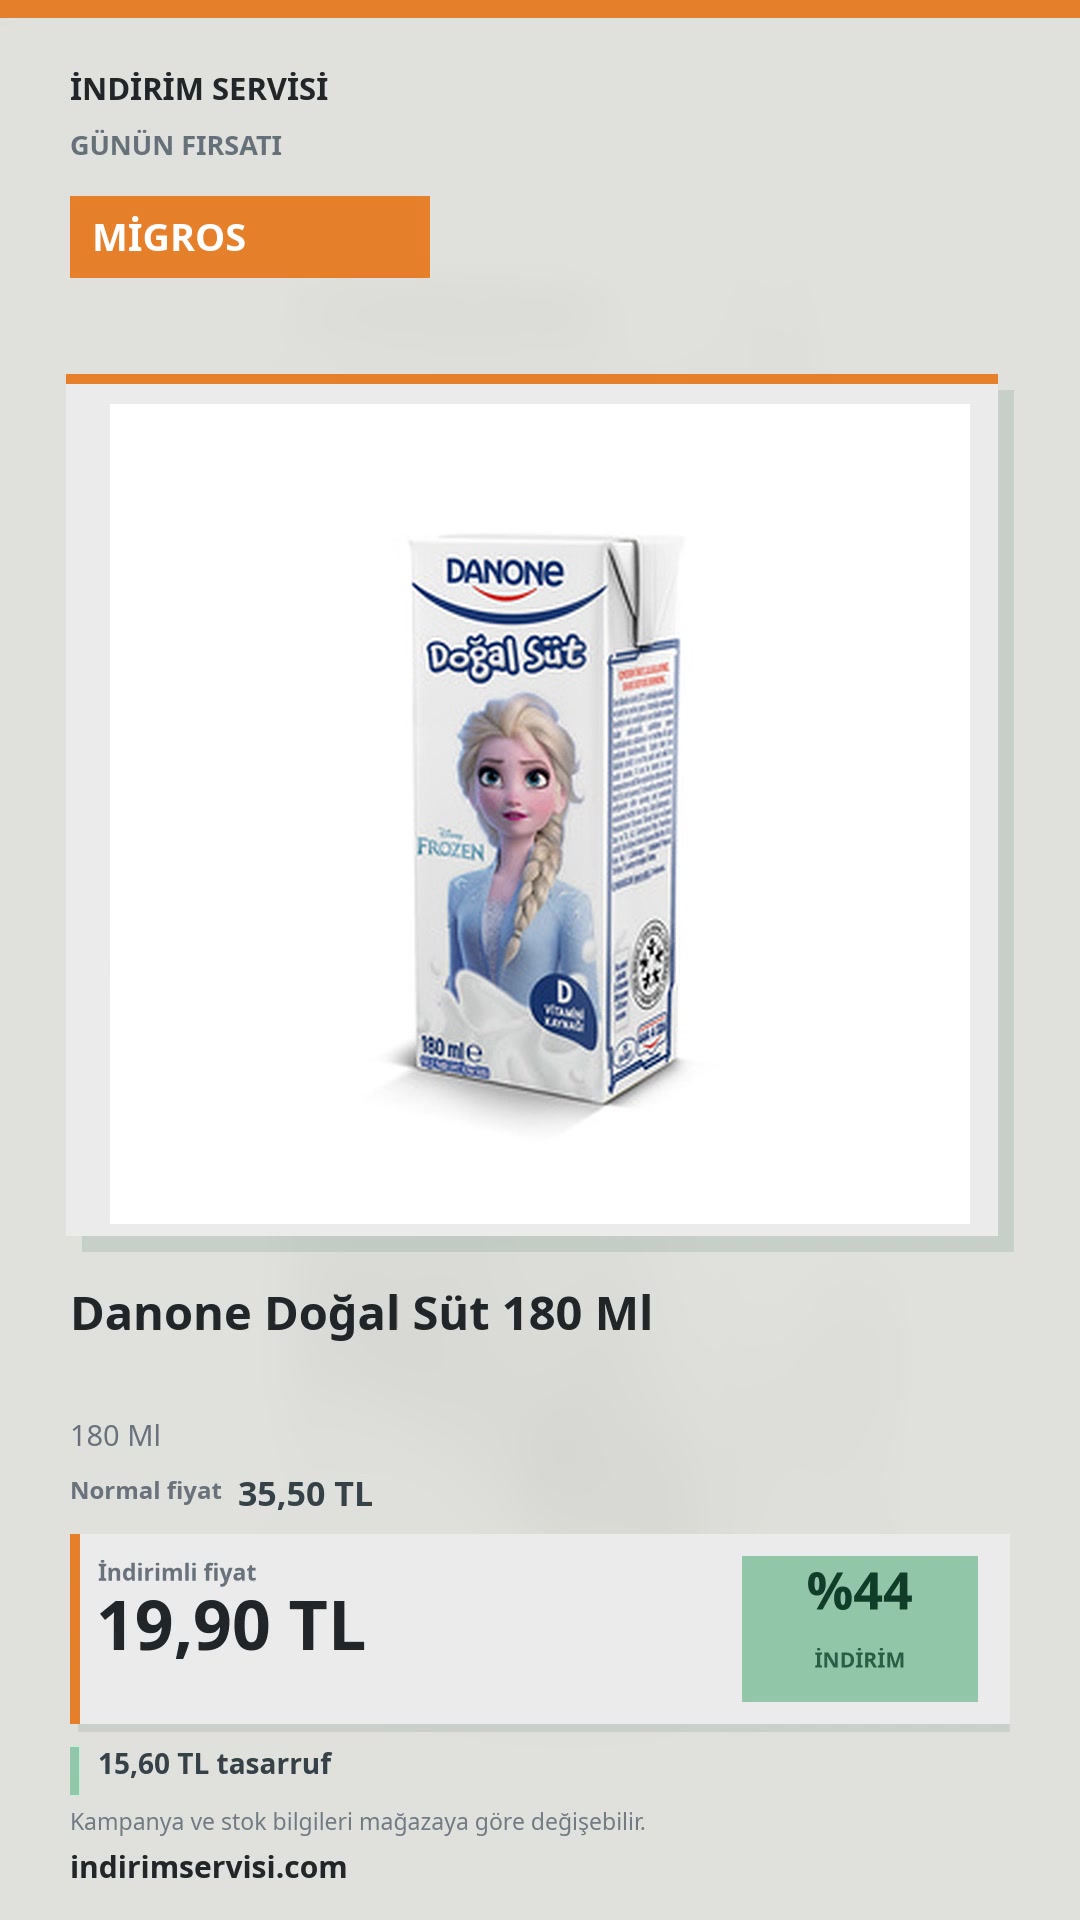 İNDİRİM SERVİSİ
GÜNÜN FIRSATI
MİGROS
DANONE
Doğal Süt
Disney
FROZEN
D
VİTAMİNİ
KAYNAĞI
180 ml e
Danone Doğal Süt 180 Ml
180 Ml
Normal fiyat 35,50 TL
İndirimli fiyat
19,90 TL
%44
İNDİRİM
15,60 TL tasarruf
Kampanya ve stok bilgileri mağazaya göre değişebilir.
indirimservisi.com